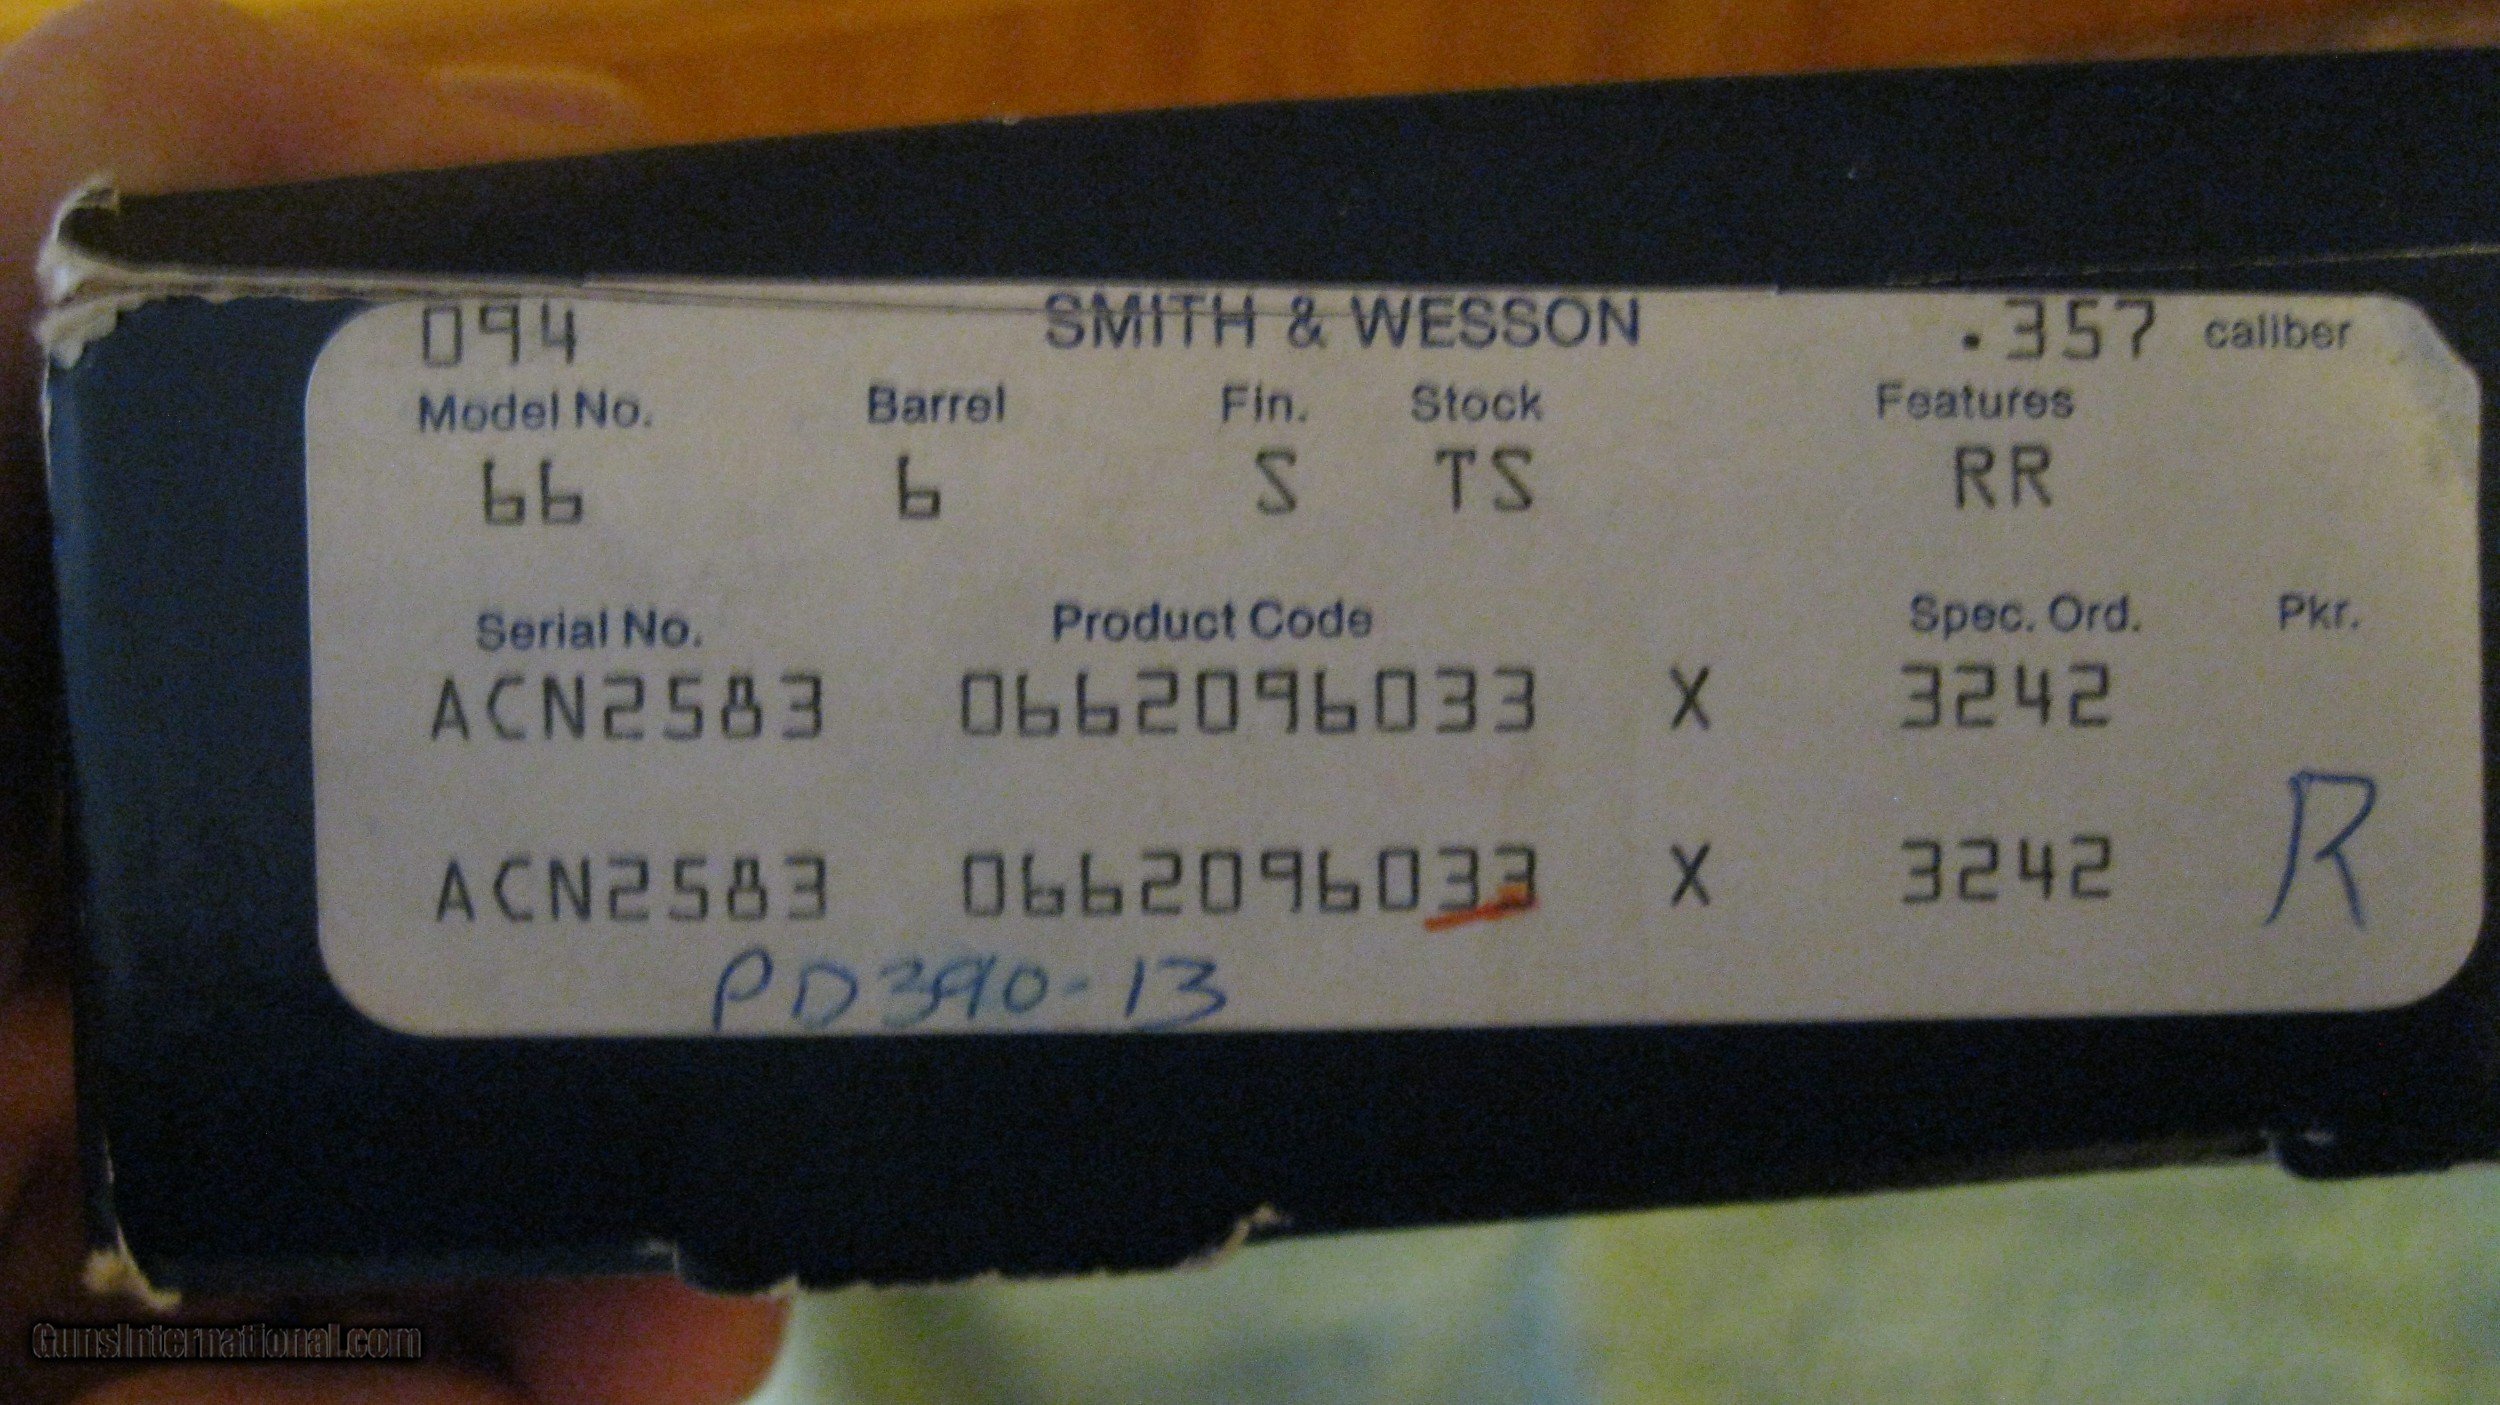 094 SMITH & WESSON .357 caliber
Model No. Barrel Fin. Stock Features
66 6 S TS RR
Serial No. Product Code Spec. Ord. Pkr.
ACN2583 0662096033 X 3242
ACN2583 0662096033 X 3242 R
PD390-13
GunsInternational.com